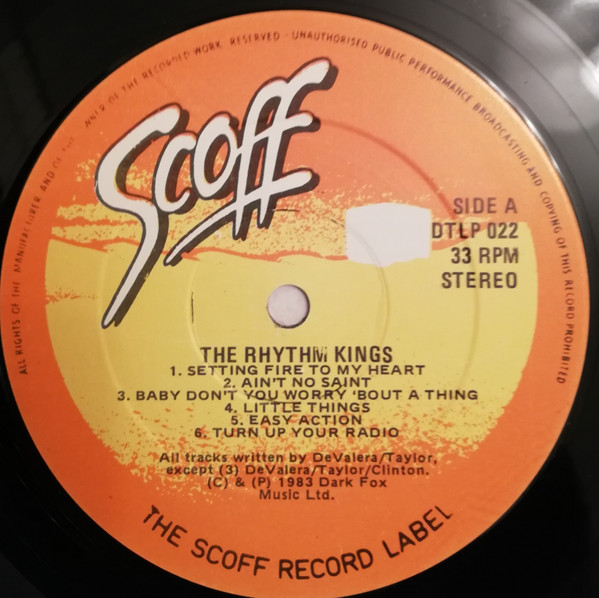 ALL RIGHTS OF THE MANUFACTURER AND OF THE OWNER OF THE RECORDED WORK RESERVED · UNAUTHORISED PUBLIC PERFORMANCE BROADCASTING AND COPYING OF THIS RECORD PROHIBITED
Scoff
SIDE A
DTLP 022
33 RPM
STEREO
THE RHYTHM KINGS
1. SETTING FIRE TO MY HEART
2. AIN'T NO SAINT
3. BABY DON'T YOU WORRY 'BOUT A THING
4. LITTLE THINGS
5. EASY ACTION
6. TURN UP YOUR RADIO
All tracks written by DeValera/Taylor,
except (3) DeValera/Taylor/Clinton.
(C) & (P) 1983 Dark Fox
Music Ltd.
THE SCOFF RECORD LABEL